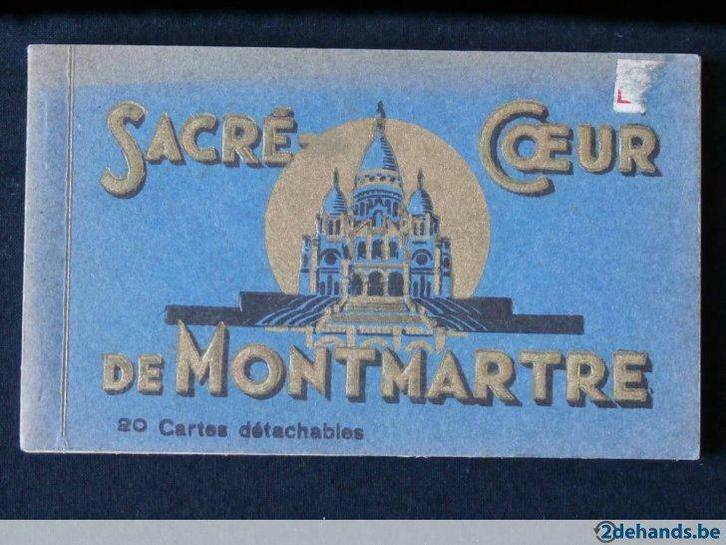 SACRÉ-CŒUR
DE MONTMARTRE
20 Cartes détachables
2dehands.be